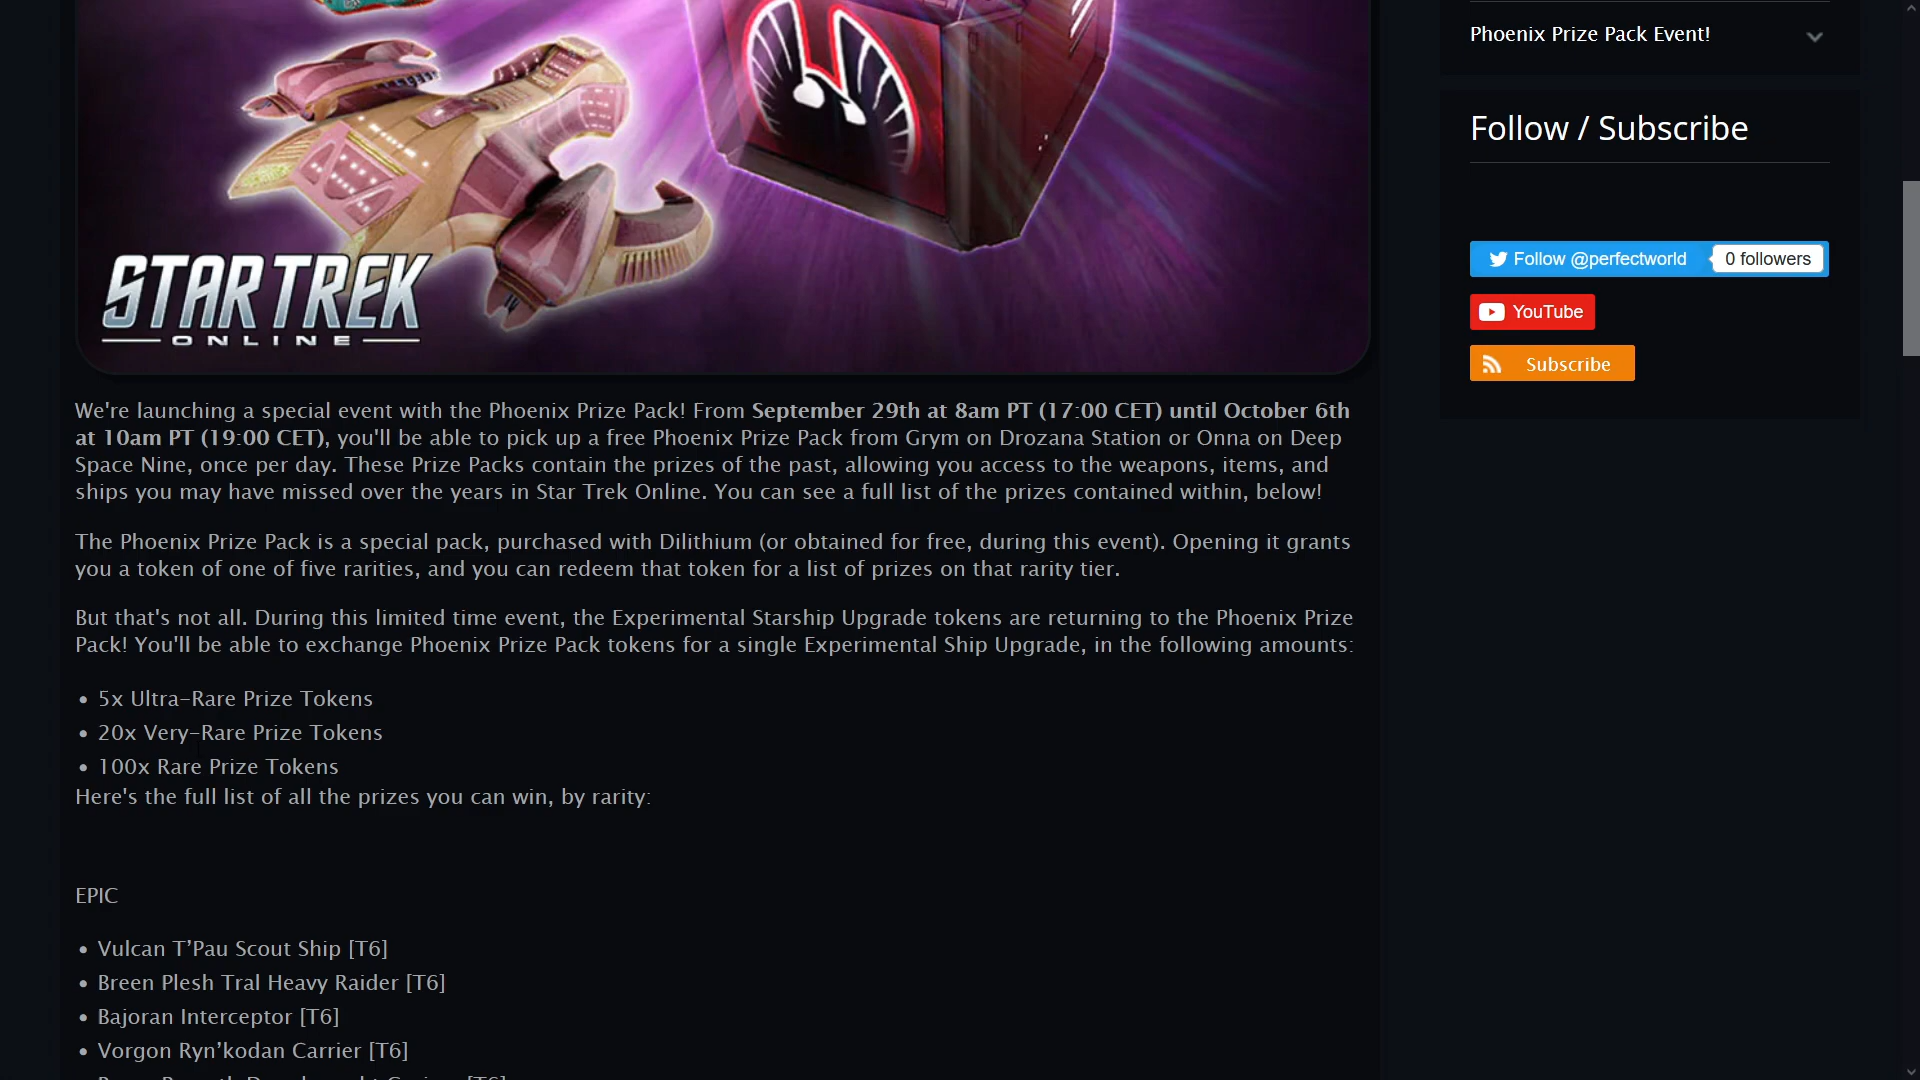 STAR TREK
ONLINE
We're launching a special event with the Phoenix Prize Pack! From September 29th at 8am PT (17:00 CET) until October 6th
at 10am PT (19:00 CET), you'll be able to pick up a free Phoenix Prize Pack from Grym on Drozana Station or Onna on Deep
Space Nine, once per day. These Prize Packs contain the prizes of the past, allowing you access to the weapons, items, and
ships you may have missed over the years in Star Trek Online. You can see a full list of the prizes contained within, below!
The Phoenix Prize Pack is a special pack, purchased with Dilithium (or obtained for free, during this event). Opening it grants
you a token of one of five rarities, and you can redeem that token for a list of prizes on that rarity tier.
But that's not all. During this limited time event, the Experimental Starship Upgrade tokens are returning to the Phoenix Prize
Pack! You'll be able to exchange Phoenix Prize Pack tokens for a single Experimental Ship Upgrade, in the following amounts:
• 5x Ultra-Rare Prize Tokens
• 20x Very-Rare Prize Tokens
• 100x Rare Prize Tokens
Here's the full list of all the prizes you can win, by rarity:
EPIC
• Vulcan T’Pau Scout Ship [T6]
• Breen Plesh Tral Heavy Raider [T6]
• Bajoran Interceptor [T6]
• Vorgon Ryn’kodan Carrier [T6]
Phoenix Prize Pack Event!
Follow / Subscribe
Follow @perfectworld 0 followers
YouTube
Subscribe